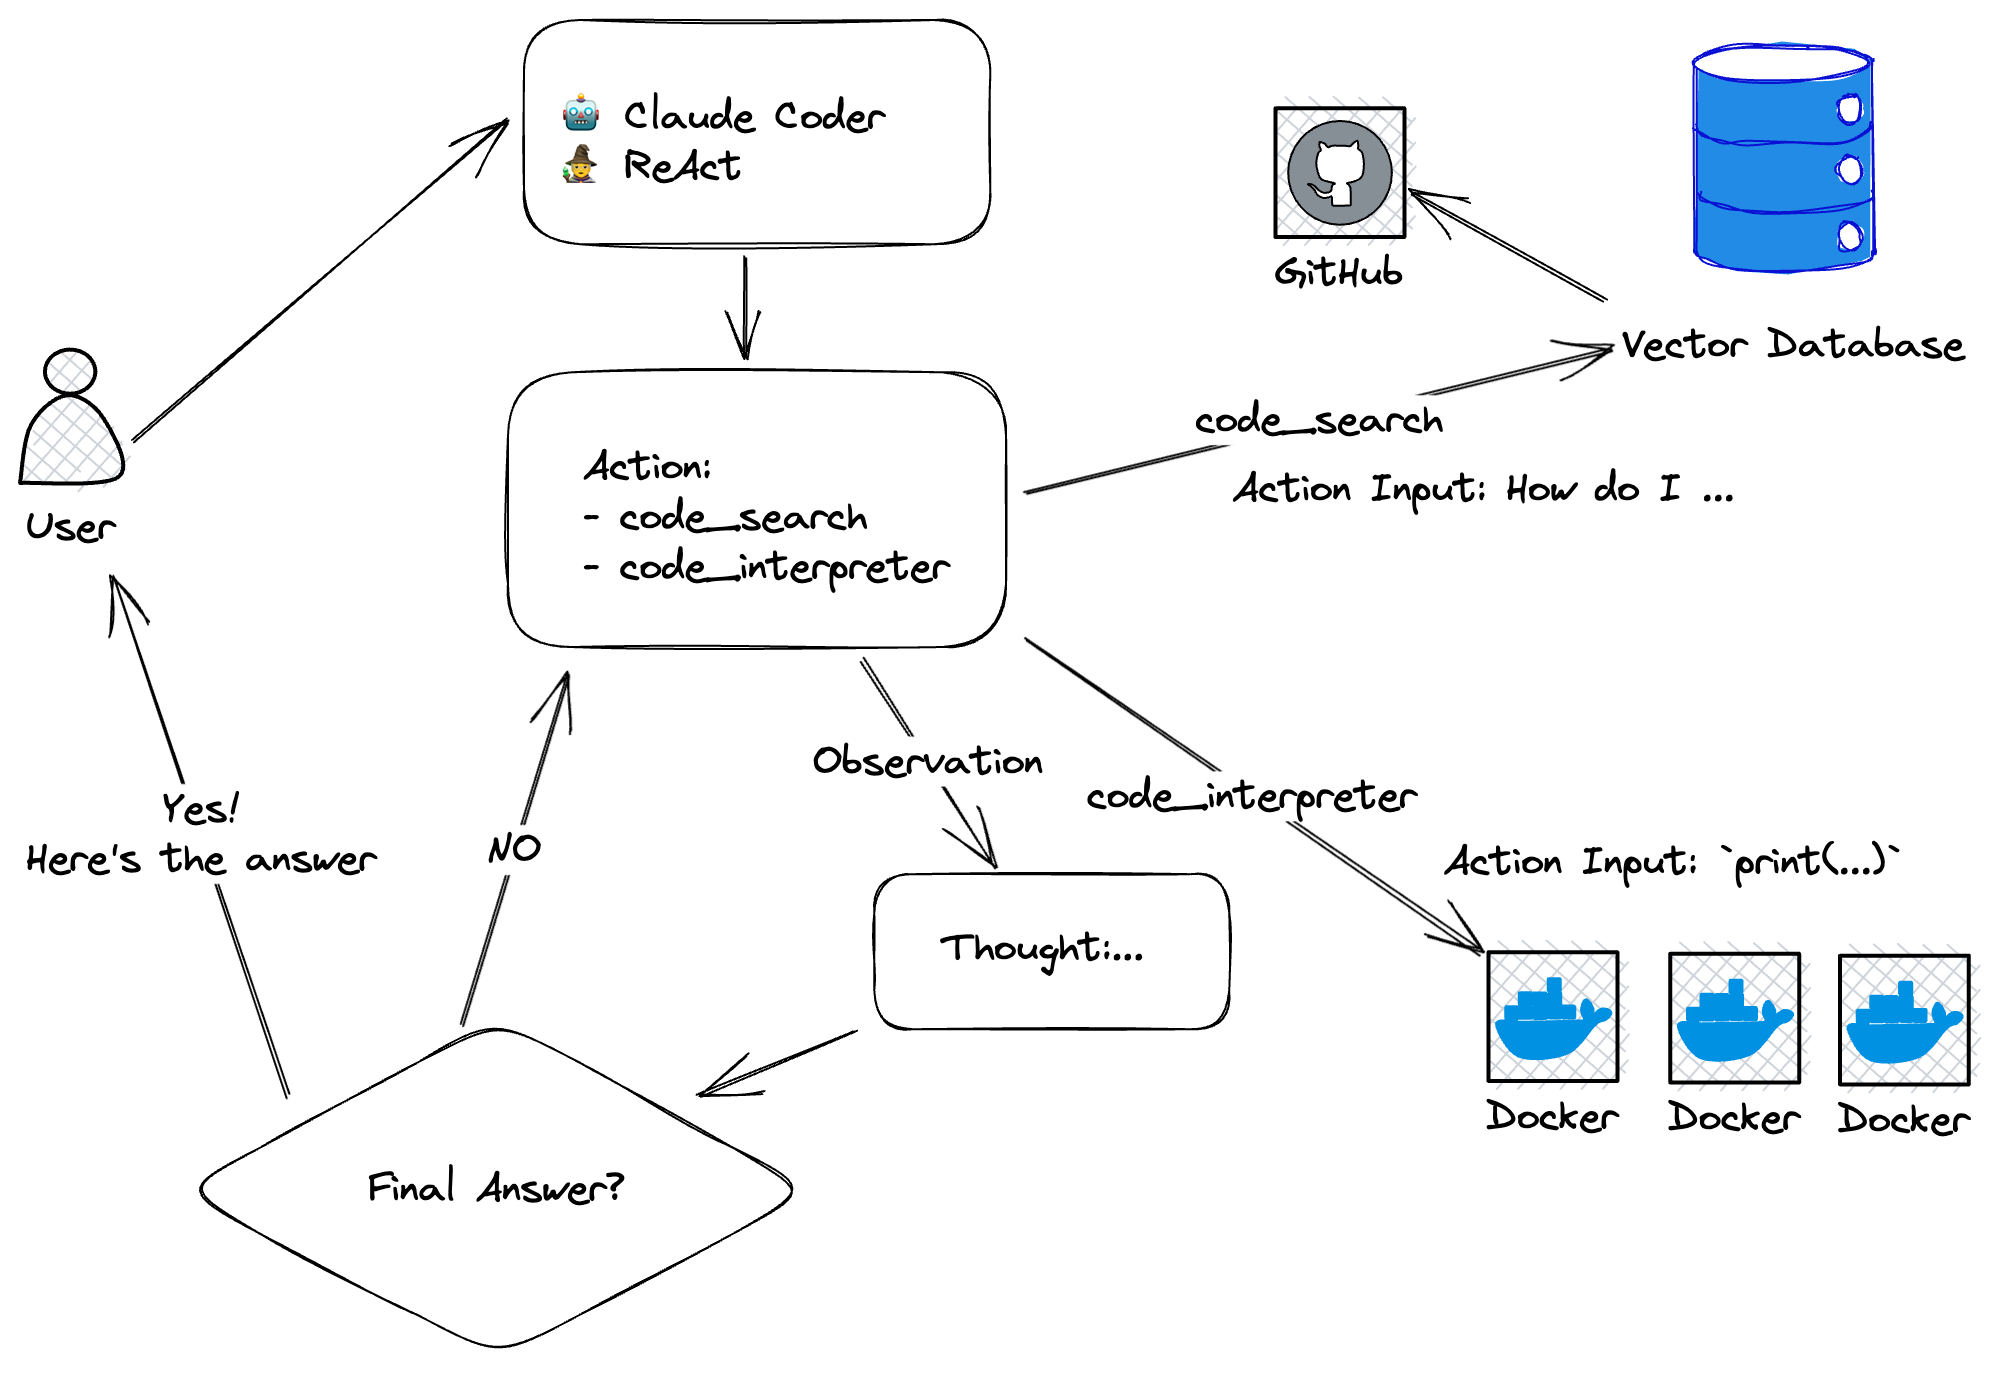 Claude Coder
ReAct
GitHub
Vector Database
code_search
Action Input: How do I ...
Action:
- code_search
- code_interpreter
User
Observation
code_interpreter
Yes!
Here's the answer
NO
Action Input: `print(...)`
Thought:...
Docker
Docker
Docker
Final Answer?